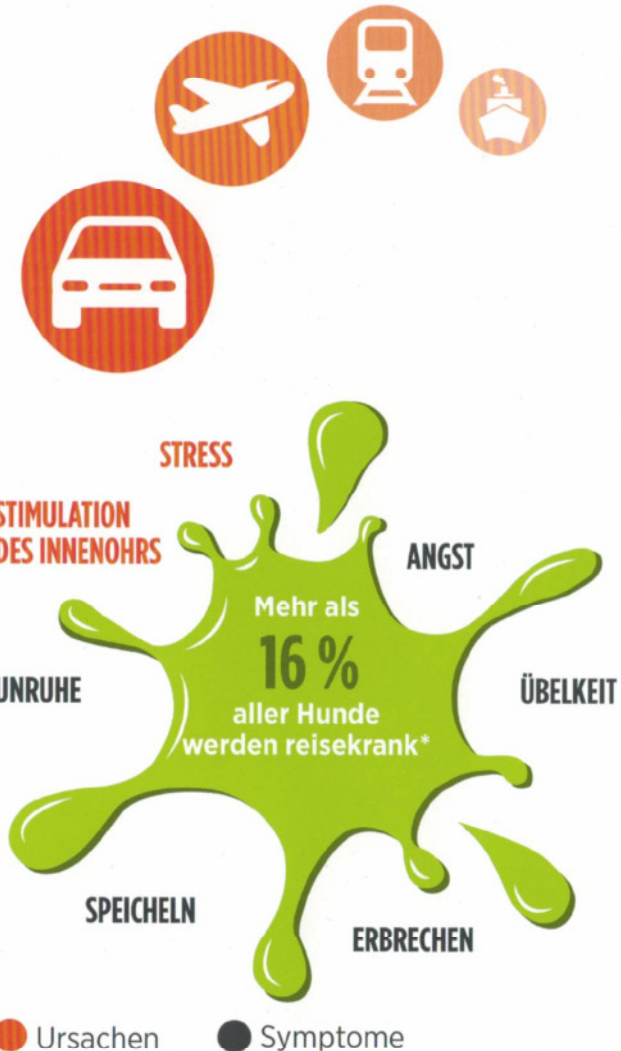 STRESS
STIMULATION
DES INNENOHRS
ANGST
Mehr als
16 %
aller Hunde
werden reisekrank*
UNRUHE
ÜBELKEIT
SPEICHELN
ERBRECHEN
Ursachen
Symptome